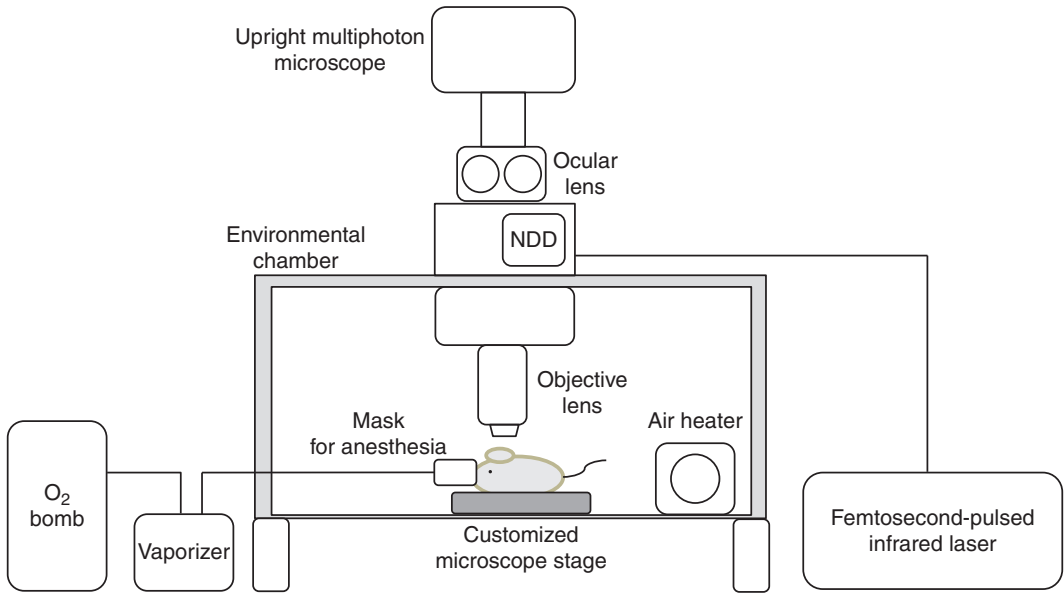 Upright multiphoton
microscope
Ocular
lens
NDD
Environmental
chamber
Objective
lens
Mask
for anesthesia
Air heater
O₂
bomb
Vaporizer
Customized
microscope stage
Femtosecond-pulsed
infrared laser